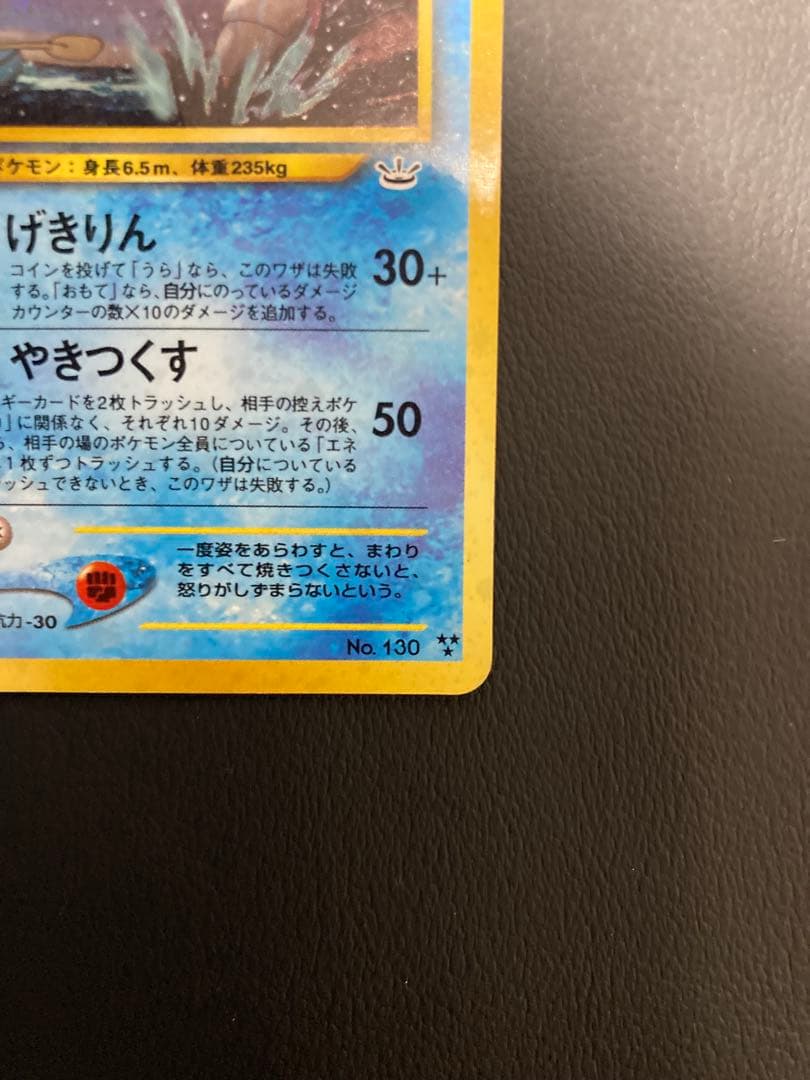 ポケモン：身長6.5m、体重235kg
げきりん
30+
コインを投げて「うら」なら、このワザは失敗
する。「おもて」なら、自分にのっているダメージ
カウンターの数×10のダメージを追加する。
やきつくす
50
ギーカードを2枚トラッシュし、相手の控えポケ
」に関係なく、それぞれ10ダメージ。その後、
、相手の場のポケモン全員についている「エネ
1枚ずつトラッシュする。（自分についている
ッシュできないとき、このワザは失敗する。）
一度姿をあらわすと、まわり
をすべて焼きつくさないと、
怒りがしずまらないという。
抗力-30
No. 130 ★★★